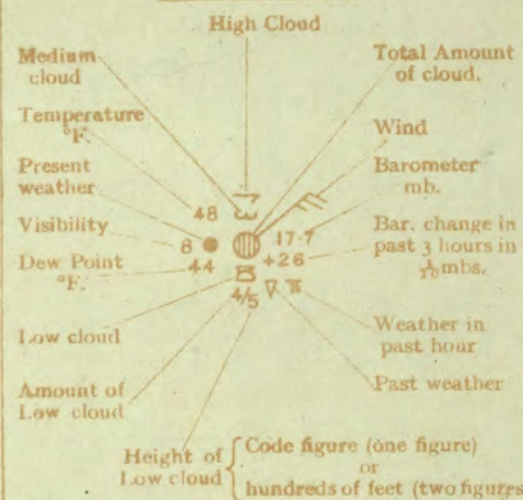 High Cloud
Medium
cloud
Total Amount
of cloud.
Temperature
°F.
Wind
Present
weather
Barometer
mb.
Visibility
Bar. change in
past 3 hours in
1/10 mbs.
Dew Point
°F.
48
8
17.7
44
+26
4/5
Low cloud
Weather in
past hour
Amount of
Low cloud
Past weather
Height of
Low cloud
Code figure (one figure)
or
hundreds of feet (two figures